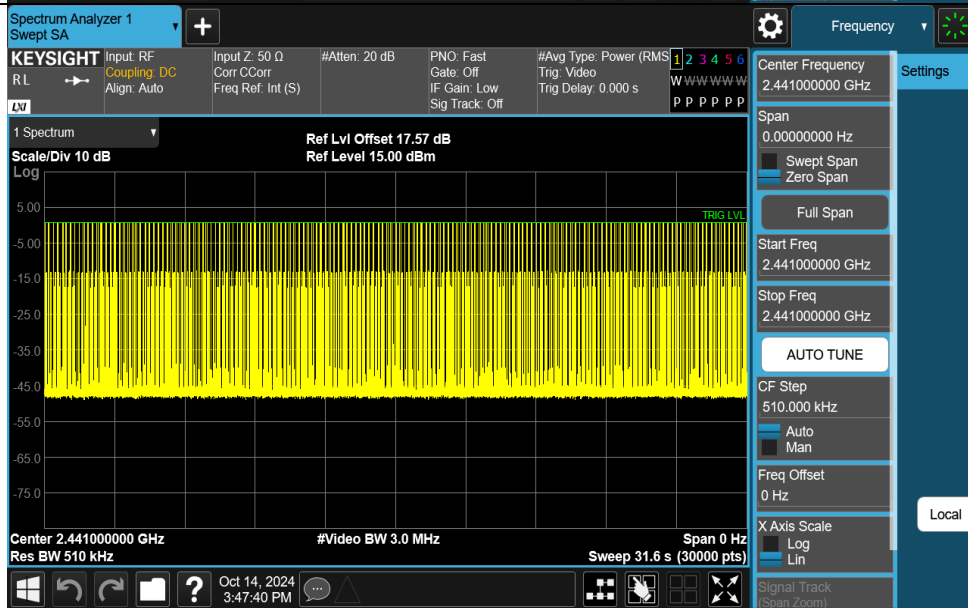 Spectrum Analyzer 1
Swept SA
+
Frequency
KEYSIGHT
RL
LXI
Input: RF
Coupling: DC
Align: Auto
Input Z: 50 Ω
Corr CCorr
Freq Ref: Int (S)
#Atten: 20 dB
PNO: Fast
Gate: Off
IF Gain: Low
Sig Track: Off
#Avg Type: Power (RMS
Trig: Video
Trig Delay: 0.000 s
1 2 3 4 5 6
W W W W W W
P P P P P P
1 Spectrum
Scale/Div 10 dB
Log
Ref Lvl Offset 17.57 dB
Ref Level 15.00 dBm
TRIG LVL
5.00
-5.00
-15.0
-25.0
-35.0
-45.0
-55.0
-65.0
-75.0
Center 2.441000000 GHz
Res BW 510 kHz
#Video BW 3.0 MHz
Span 0 Hz
Sweep 31.6 s (30000 pts)
Center Frequency
2.441000000 GHz
Span
0.00000000 Hz
Swept Span
Zero Span
Full Span
Start Freq
2.441000000 GHz
Stop Freq
2.441000000 GHz
AUTO TUNE
CF Step
510.000 kHz
Auto
Man
Freq Offset
0 Hz
X Axis Scale
Log
Lin
Signal Track
(Span Zoom)
Settings
Local
?
Oct 14, 2024
3:47:40 PM